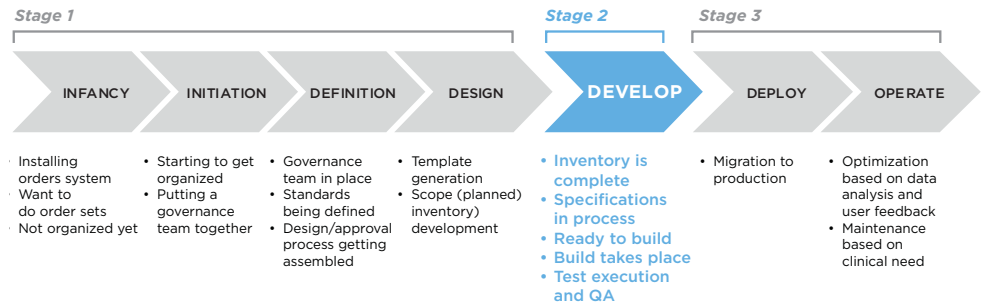 Stage 1
Stage 2
Stage 3
INFANCY
INITIATION
DEFINITION
DESIGN
DEVELOP
DEPLOY
OPERATE
· Installing
orders system
· Want to
do order sets
· Not organized yet
• Starting to get
organized
• Putting a
governance
team together
• Governance
team in place
• Standards
being defined
• Design/approval
process getting
assembled
• Template
generation
• Scope (planned)
inventory)
development
• Inventory is
complete
• Specifications
in process
• Ready to build
• Build takes place
• Test execution
and QA
• Migration to
production
• Optimization
based on data
analysis and
user feedback
• Maintenance
based on
clinical need